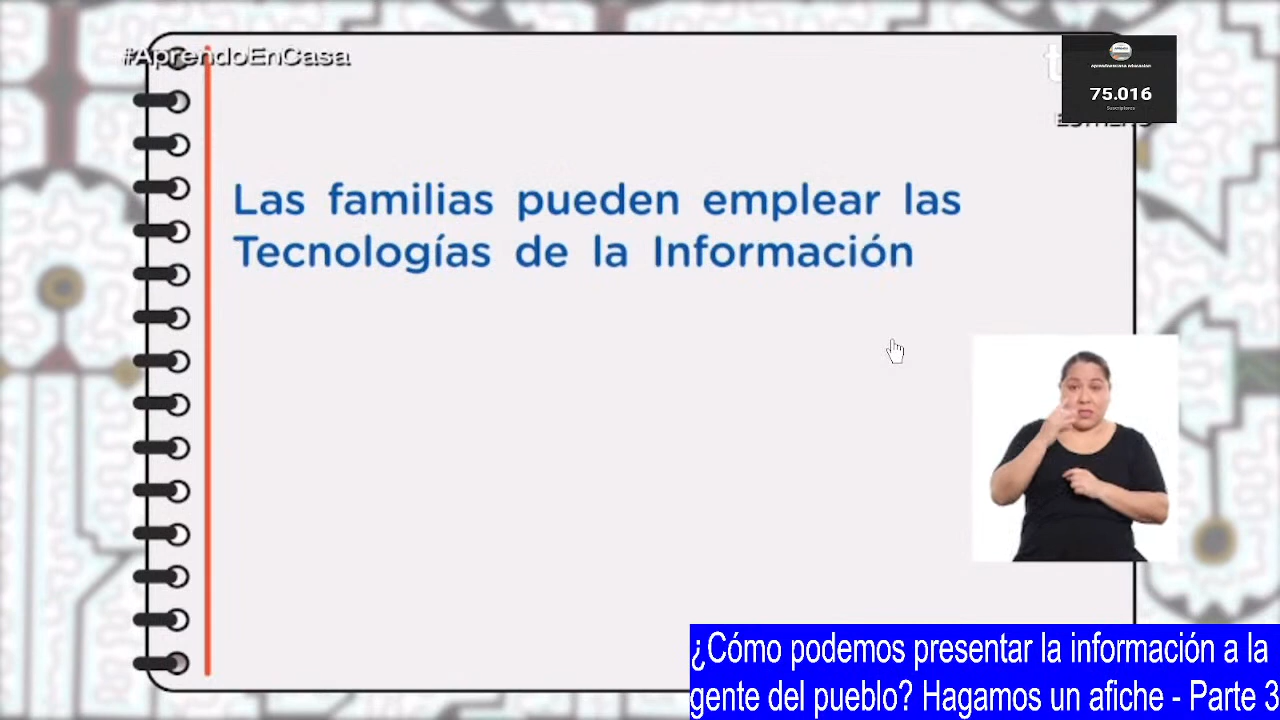 #AprendoEnCasa
75.016
Suscriptores
Las familias pueden emplear las
Tecnologías de la Información
¿Cómo podemos presentar la información a la
gente del pueblo? Hagamos un afiche - Parte 3